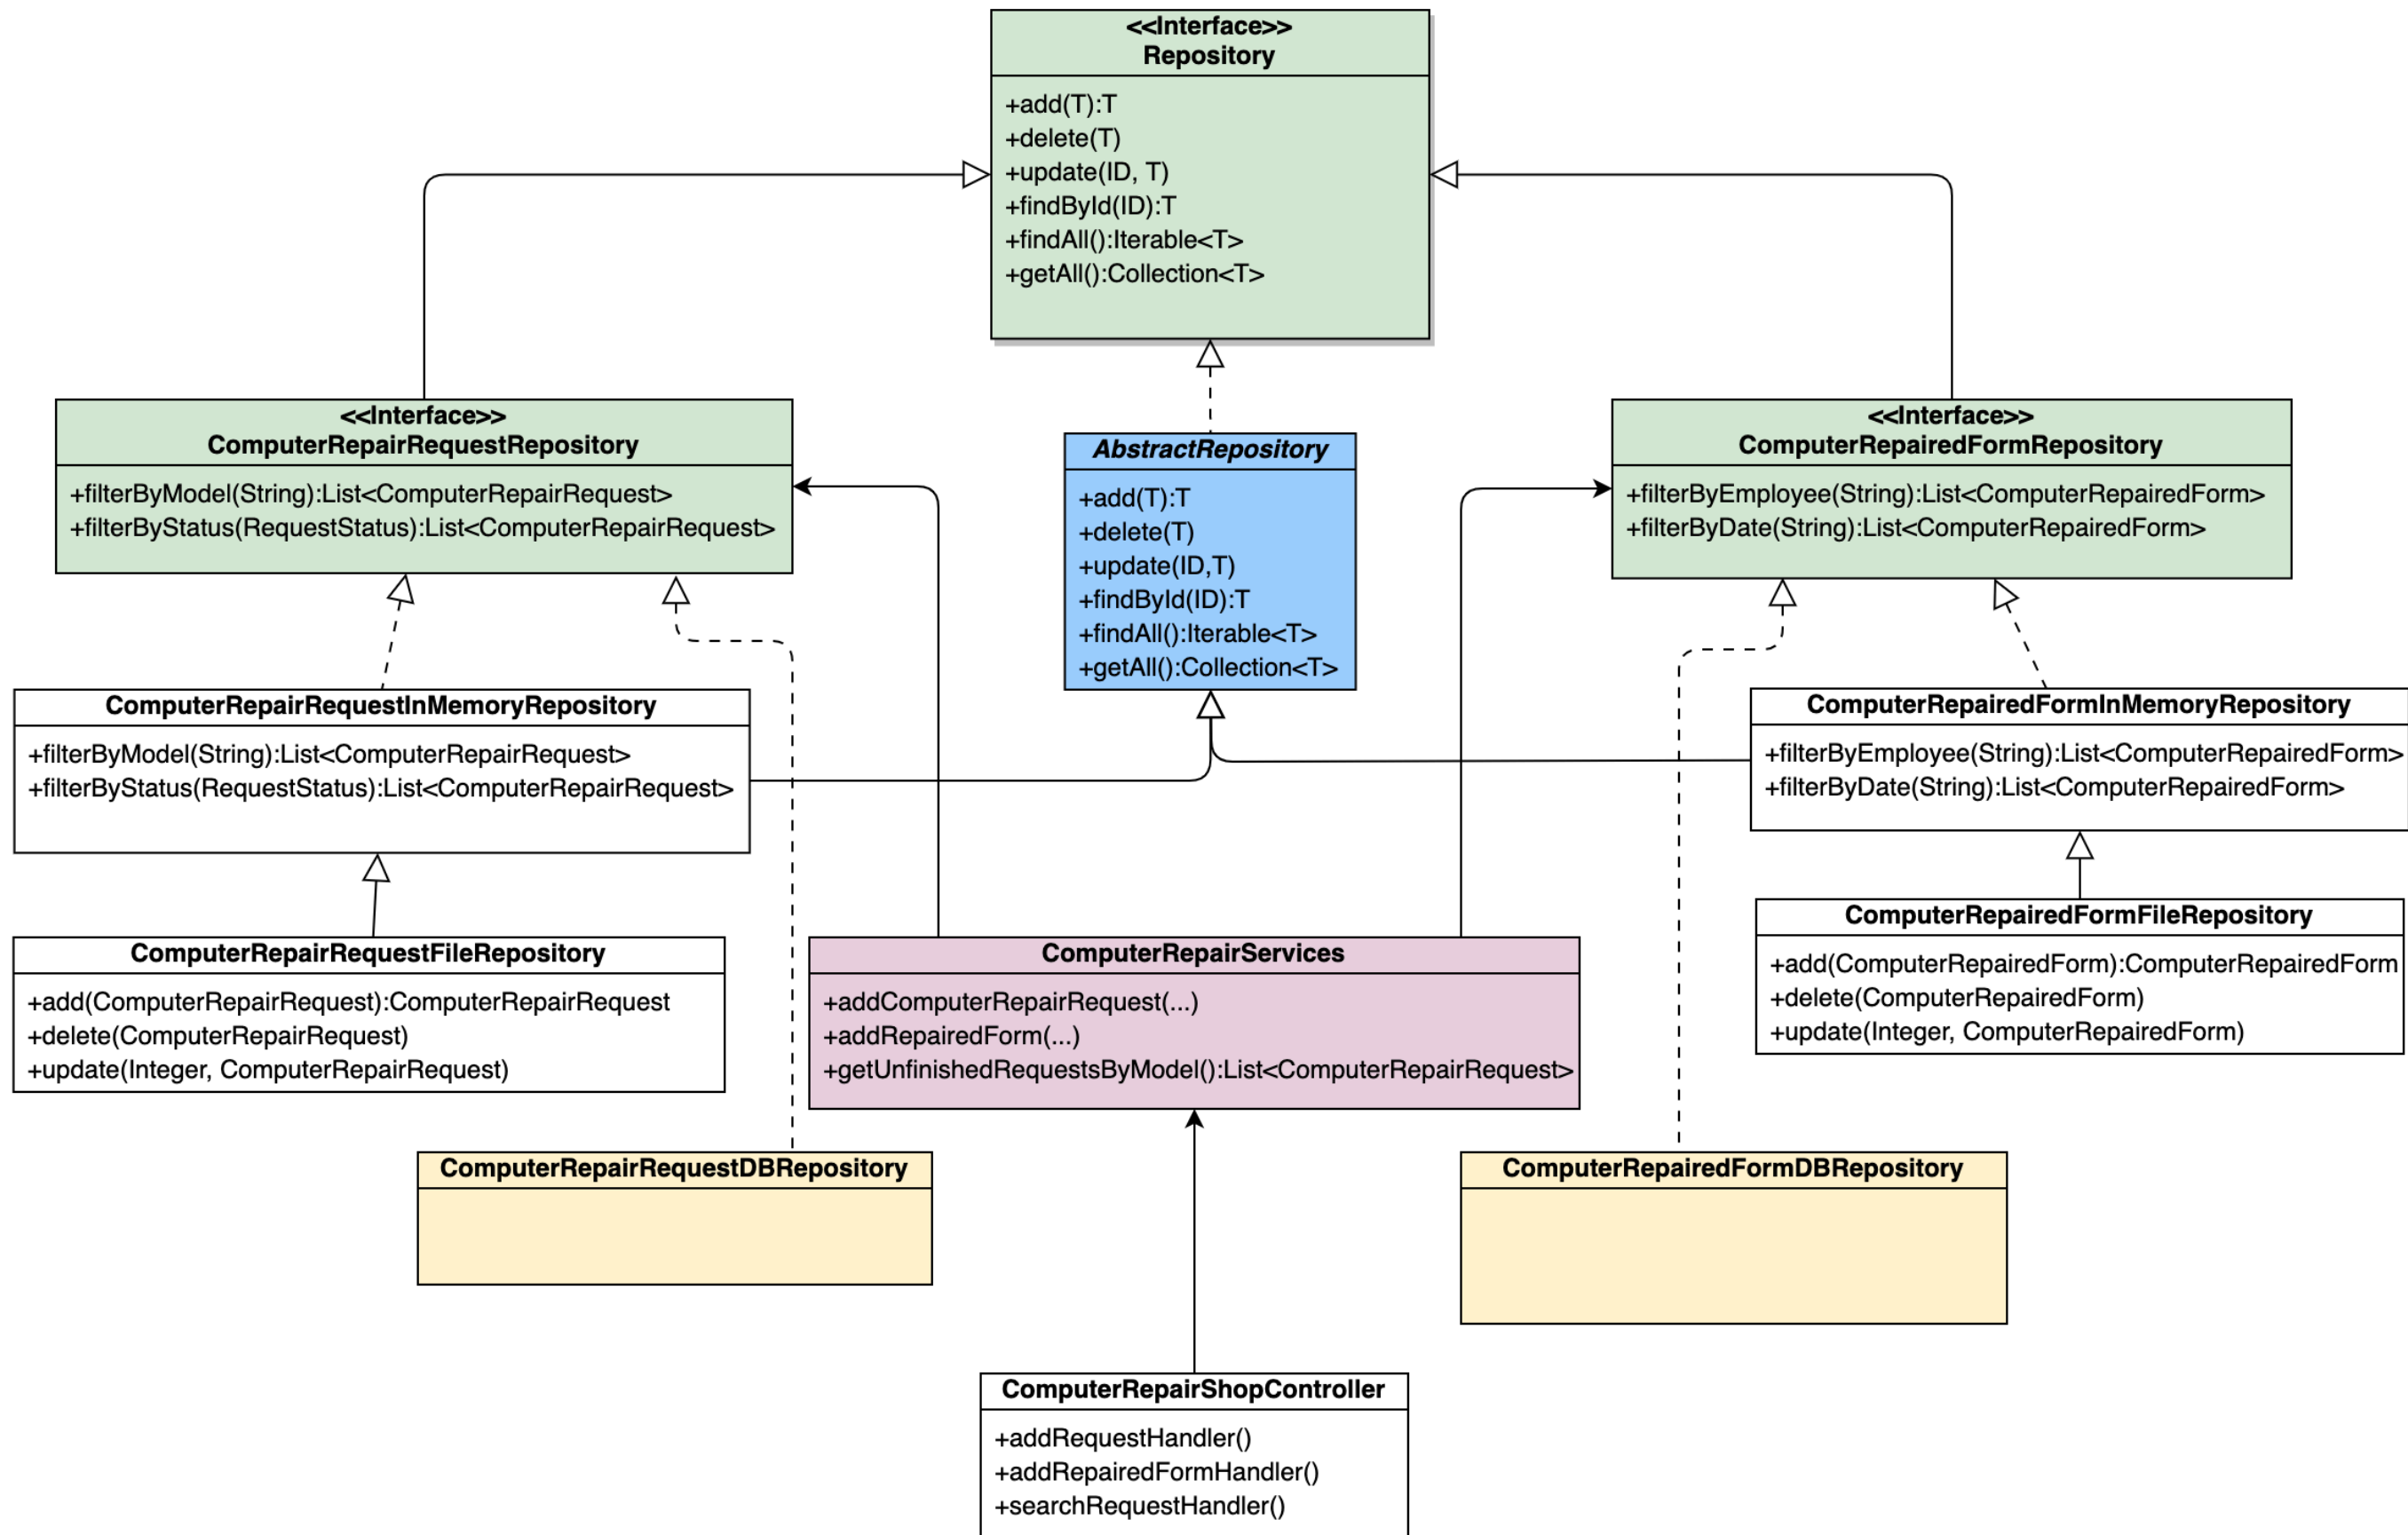 <<Interface>>
Repository
+add(T):T
+delete(T)
+update(ID, T)
+findById(ID):T
+findAll():Iterable<T>
+getAll():Collection<T>
<<Interface>>
ComputerRepairRequestRepository
+filterByModel(String):List<ComputerRepairRequest>
+filterByStatus(RequestStatus):List<ComputerRepairRequest>
AbstractRepository
+add(T):T
+delete(T)
+update(ID,T)
+findById(ID):T
+findAll():Iterable<T>
+getAll():Collection<T>
<<Interface>>
ComputerRepairedFormRepository
+filterByEmployee(String):List<ComputerRepairedForm>
+filterByDate(String):List<ComputerRepairedForm>
ComputerRepairRequestInMemoryRepository
+filterByModel(String):List<ComputerRepairRequest>
+filterByStatus(RequestStatus):List<ComputerRepairRequest>
ComputerRepairedFormInMemoryRepository
+filterByEmployee(String):List<ComputerRepairedForm>
+filterByDate(String):List<ComputerRepairedForm>
ComputerRepairRequestFileRepository
+add(ComputerRepairRequest):ComputerRepairRequest
+delete(ComputerRepairRequest)
+update(Integer, ComputerRepairRequest)
ComputerRepairServices
+addComputerRepairRequest(...)
+addRepairedForm(...)
+getUnfinishedRequestsByModel():List<ComputerRepairRequest>
ComputerRepairedFormFileRepository
+add(ComputerRepairedForm):ComputerRepairedForm
+delete(ComputerRepairedForm)
+update(Integer, ComputerRepairedForm)
ComputerRepairRequestDBRepository
ComputerRepairedFormDBRepository
ComputerRepairShopController
+addRequestHandler()
+addRepairedFormHandler()
+searchRequestHandler()